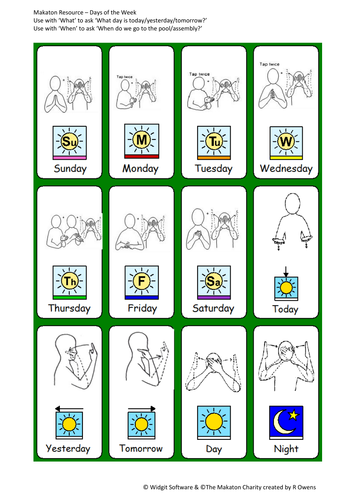 Makaton Resource – Days of the Week
Use with 'What' to ask 'What day is today/yesterday/tomorrow?'
Use with 'When' to ask 'When do we go to the pool/assembly?'
Tap twice
Tap twice
Tap twice
Su
M
Tu
W
Sunday
Monday
Tuesday
Wednesday
Th
F
Sa
Thursday
Friday
Saturday
Today
Yesterday
Tomorrow
Day
Night
© Widgit Software & ©The Makaton Charity created by R Owens